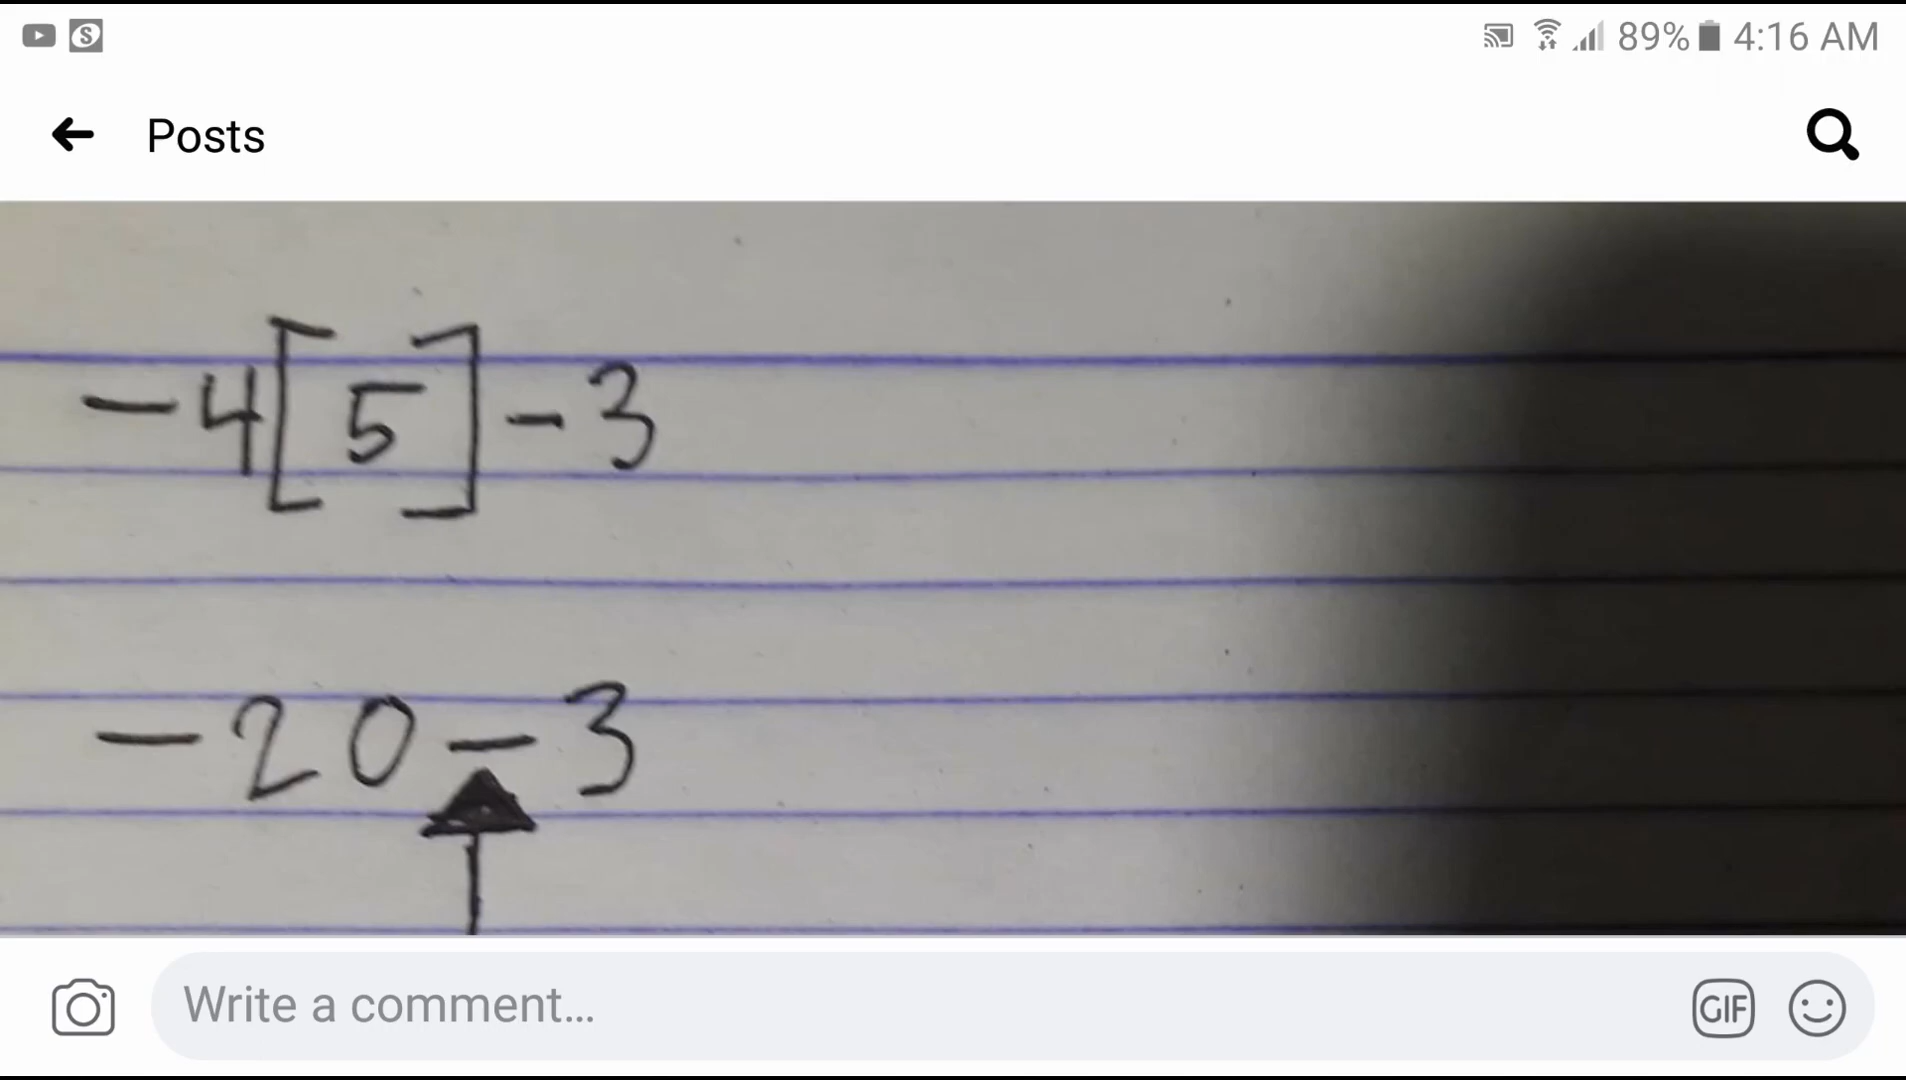 89% 4:16 AM
Posts
-4[5]-3
-20-3
Write a comment...
GIF